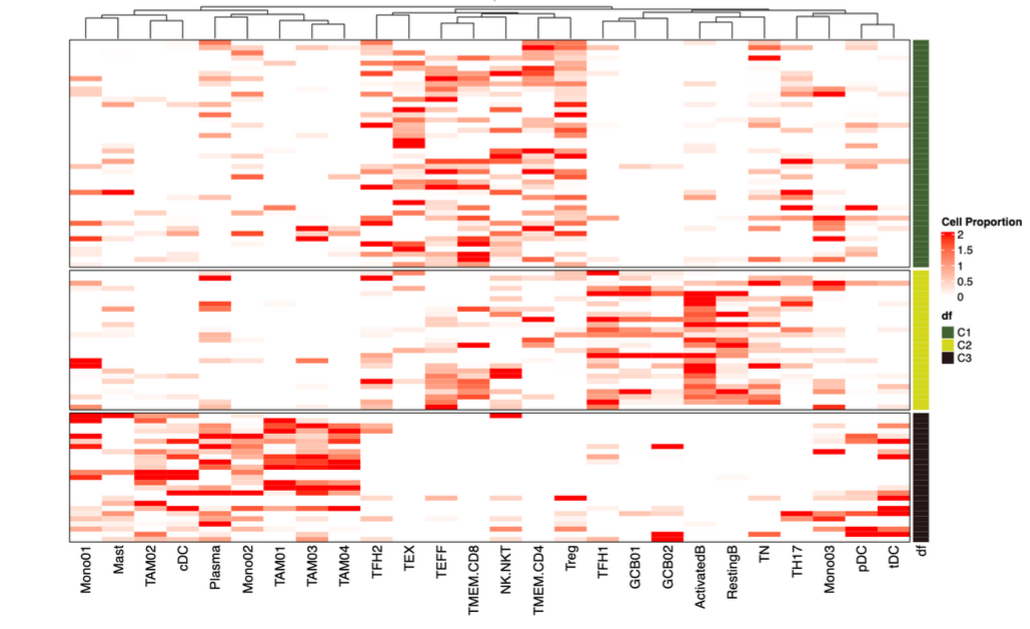 Cell Proportion
2
1.5
1
0.5
0
df
C1
C2
C3
Mono01
Mast
TAM02
cDC
Plasma
Mono02
TAM01
TAM03
TAM04
TFH2
TEX
TEFF
TMEM.CD8
NK.NKT
TMEM.CD4
Treg
TFH1
GCB01
GCB02
ActivatedB
RestingB
TN
TH17
Mono03
pDC
tDC
df